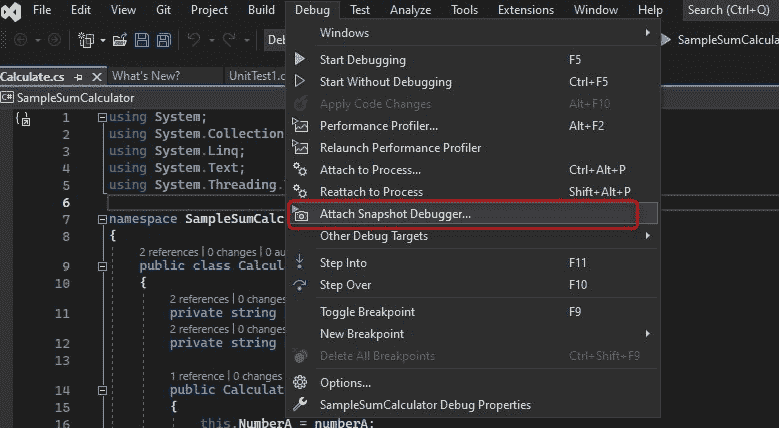 File Edit View Git Project Build Debug Test Analyze Tools Extensions Window Help Search (Ctrl+Q)
SampleSumCalcula
Calculate.cs What's New? UnitTest1.c
C# SampleSumCalculator
Windows
Start Debugging F5
Start Without Debugging Ctrl+F5
Apply Code Changes Alt+F10
Performance Profiler... Alt+F2
Relaunch Performance Profiler
Attach to Process... Ctrl+Alt+P
Reattach to Process Shift+Alt+P
Attach Snapshot Debugger...
Other Debug Targets
Step Into F11
Step Over F10
Toggle Breakpoint F9
New Breakpoint
Delete All Breakpoints Ctrl+Shift+F9
Options...
SampleSumCalculator Debug Properties
1 using System;
2 using System.Collection
3 using System.Linq;
4 using System.Text;
5 using System.Threading.
6
7 namespace SampleSumCalc
8 {
2 references | 0 changes | 0 au
9 public class Calcul
10 {
2 references | 0 changes
11 private string
2 references | 0 changes
12 private string
13
1 reference | 0 changes
14 public Calculat
15 {
16 this.NumberA = numberA;